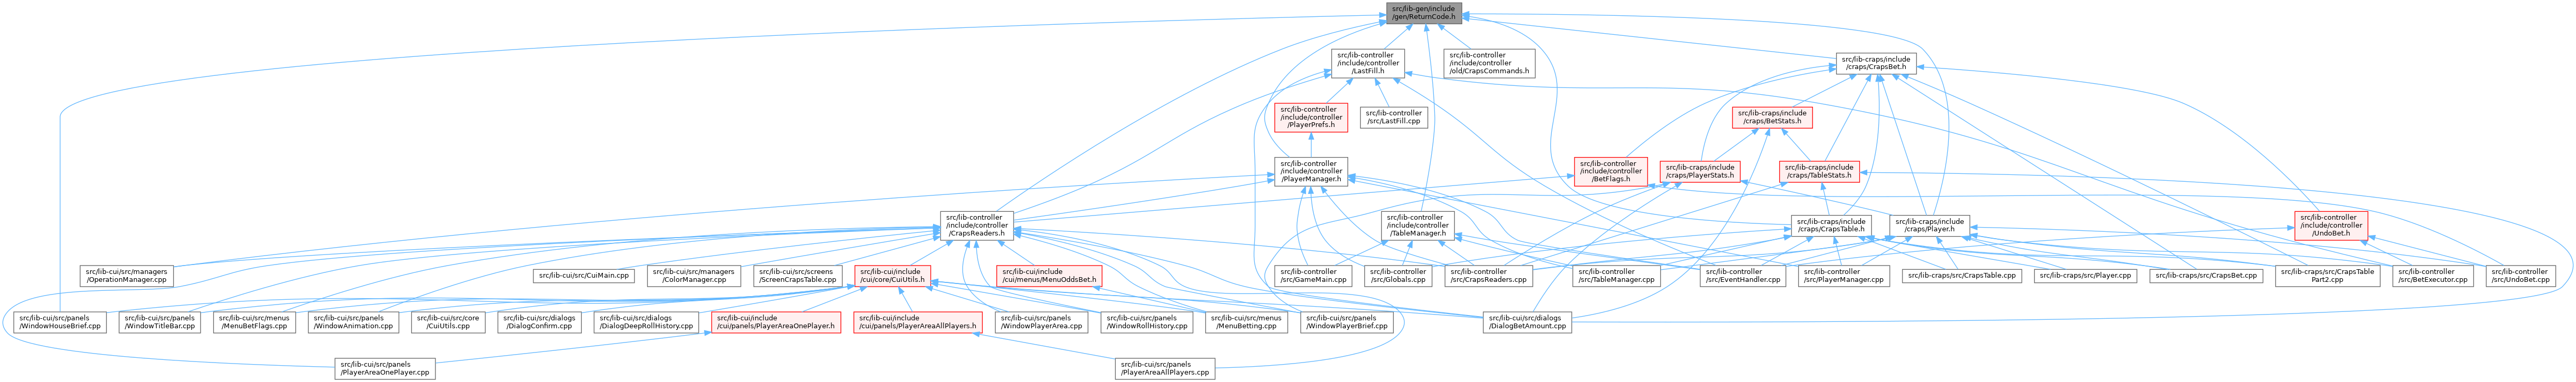 src/lib-gen/include
/gen/ReturnCode.h
src/lib-controller
/include/controller
/LastFill.h
src/lib-controller
/include/controller
/old/CrapsCommands.h
src/lib-craps/include
/craps/CrapsBet.h
src/lib-controller
/include/controller
/PlayerPrefs.h
src/lib-controller
/src/LastFill.cpp
src/lib-craps/include
/craps/BetStats.h
src/lib-controller
/include/controller
/PlayerManager.h
src/lib-controller
/include/controller
/BetFlags.h
src/lib-craps/include
/craps/PlayerStats.h
src/lib-craps/include
/craps/TableStats.h
src/lib-controller
/include/controller
/CrapsReaders.h
src/lib-controller
/include/controller
/TableManager.h
src/lib-craps/include
/craps/CrapsTable.h
src/lib-craps/include
/craps/Player.h
src/lib-controller
/include/controller
/UndoBet.h
src/lib-cui/src/managers
/OperationManager.cpp
src/lib-cui/src/CuiMain.cpp
src/lib-cui/src/managers
/ColorManager.cpp
src/lib-cui/src/screens
/ScreenCrapsTable.cpp
src/lib-cui/include
/cui/core/CuiUtils.h
src/lib-cui/include
/cui/menus/MenuOddsBet.h
src/lib-controller
/src/GameMain.cpp
src/lib-controller
/src/Globals.cpp
src/lib-controller
/src/CrapsReaders.cpp
src/lib-controller
/src/TableManager.cpp
src/lib-controller
/src/EventHandler.cpp
src/lib-controller
/src/PlayerManager.cpp
src/lib-craps/src/CrapsTable.cpp
src/lib-craps/src/Player.cpp
src/lib-craps/src/CrapsBet.cpp
src/lib-craps/src/CrapsTable
Part2.cpp
src/lib-controller
/src/BetExecutor.cpp
src/lib-controller
/src/UndoBet.cpp
src/lib-cui/src/panels
/WindowHouseBrief.cpp
src/lib-cui/src/panels
/WindowTitleBar.cpp
src/lib-cui/src/menus
/MenuBetFlags.cpp
src/lib-cui/src/panels
/WindowAnimation.cpp
src/lib-cui/src/core
/CuiUtils.cpp
src/lib-cui/src/dialogs
/DialogConfirm.cpp
src/lib-cui/src/dialogs
/DialogDeepRollHistory.cpp
src/lib-cui/include
/cui/panels/PlayerAreaOnePlayer.h
src/lib-cui/include
/cui/panels/PlayerAreaAllPlayers.h
src/lib-cui/src/panels
/WindowPlayerArea.cpp
src/lib-cui/src/panels
/WindowRollHistory.cpp
src/lib-cui/src/menus
/MenuBetting.cpp
src/lib-cui/src/panels
/WindowPlayerBrief.cpp
src/lib-cui/src/dialogs
/DialogBetAmount.cpp
src/lib-cui/src/panels
/PlayerAreaOnePlayer.cpp
src/lib-cui/src/panels
/PlayerAreaAllPlayers.cpp